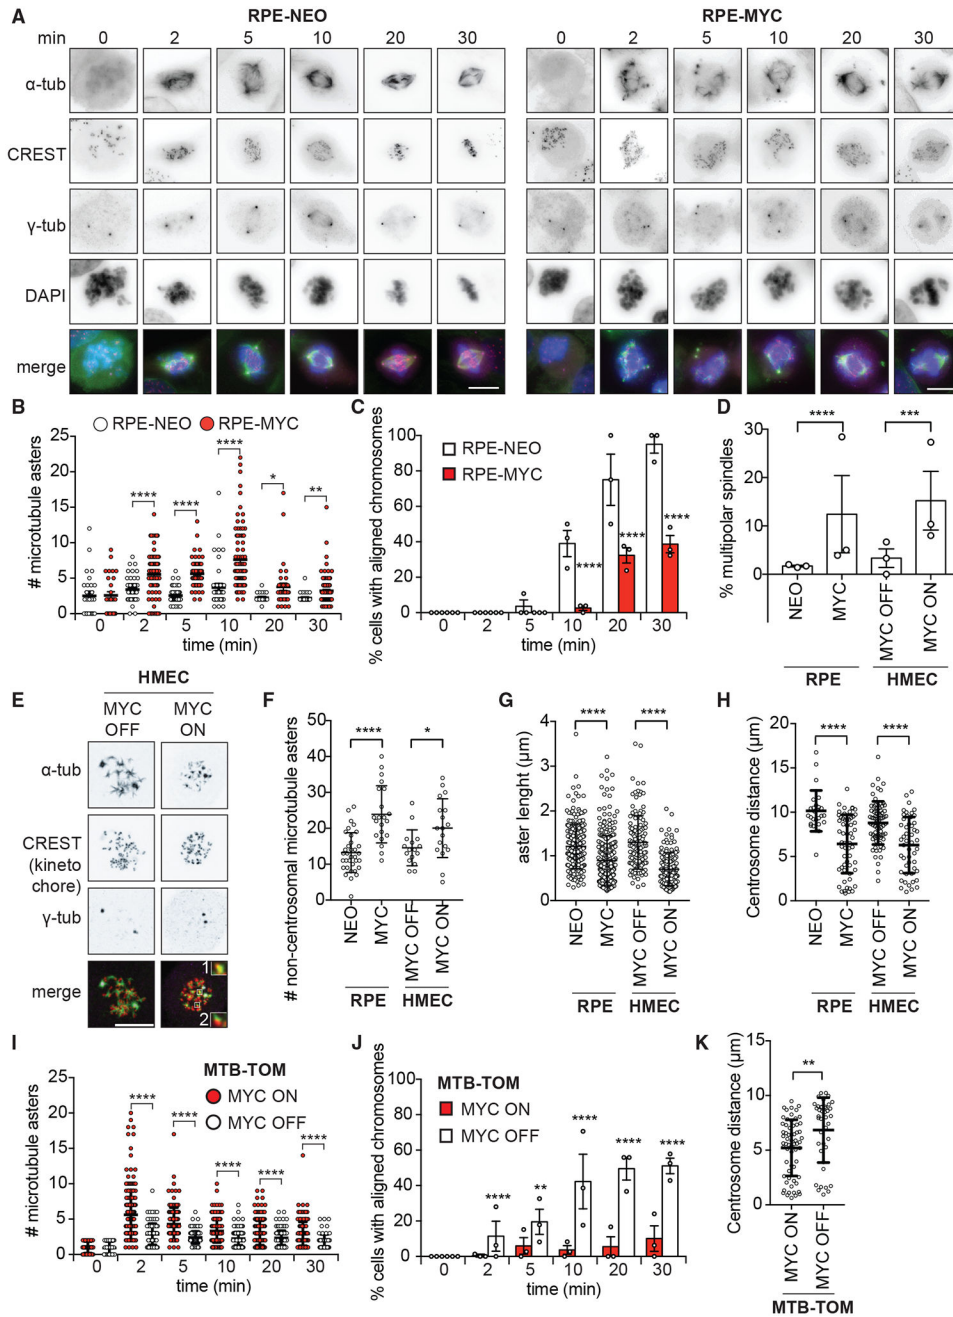 A
RPE-NEO
RPE-MYC
min 0 2 5 10 20 30 0 2 5 10 20 30
α-tub
CREST
γ-tub
DAPI
merge
B
RPE-NEO RPE-MYC
# microtubule asters
25
20
15
10
5
0
**** **** **** * **
0 2 5 10 20 30
time (min)
C
% cells with aligned chromosomes
100
80
60
40
20
0
RPE-NEO
RPE-MYC
**** **** ****
0 2 5 10 20 30
time (min)
D
% multipolar spindles
30
20
10
0
**** ***
NEO MYC MYC OFF MYC ON
RPE HMEC
E
HMEC
MYC OFF MYC ON
α-tub
CREST
(kineto
chore)
γ-tub
merge
1
2
F
# non-centrosomal microtubule asters
50
40
30
20
10
0
**** *
NEO MYC MYC OFF MYC ON
RPE HMEC
G
aster lenght (μm)
4
3
2
1
0
**** ****
NEO MYC MYC OFF MYC ON
RPE HMEC
H
Centrosome distance (μm)
20
15
10
5
0
**** ****
NEO MYC MYC OFF MYC ON
RPE HMEC
I
MTB-TOM
MYC ON
MYC OFF
# microtubule asters
25
20
15
10
5
0
**** **** **** **** ****
0 2 5 10 20 30
time (min)
J
MTB-TOM
MYC ON
MYC OFF
% cells with aligned chromosomes
100
80
60
40
20
0
**** ** **** **** ****
0 2 5 10 20 30
time (min)
K
Centrosome distance (μm)
15
10
5
0
**
MYC ON MYC OFF
MTB-TOM